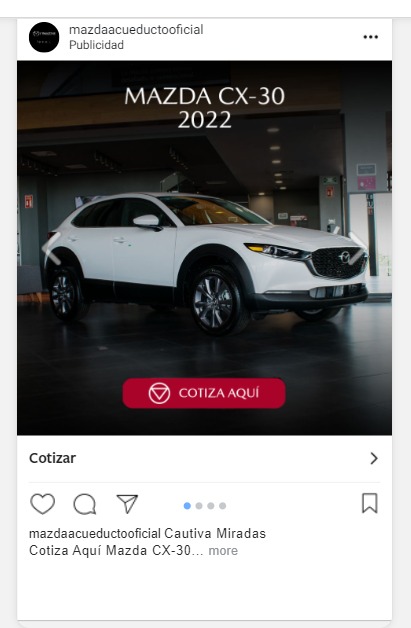 mazdaacueductooficial
Publicidad
MAZDA CX-30
2022
COTIZA AQUÍ
Cotizar
mazdaacueductooficial Cautiva Miradas
Cotiza Aquí Mazda CX-30... more